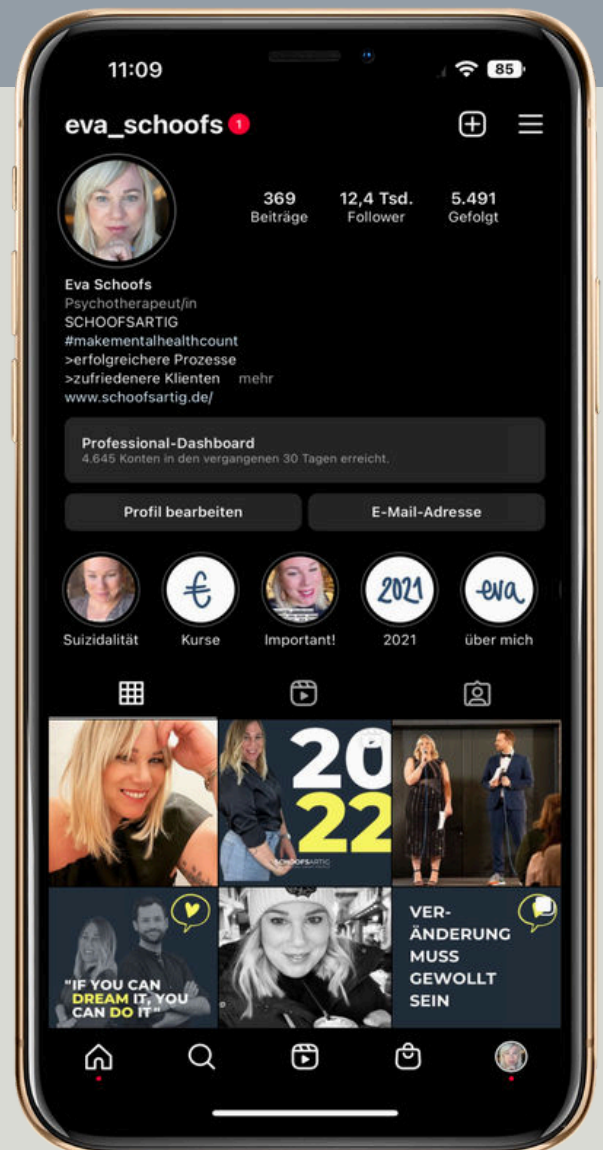 11:09
85
eva_schoofs 1
369
Beiträge
12,4 Tsd.
Follower
5.491
Gefolgt
Eva Schoofs
Psychotherapeut/in
SCHOOFSARTIG
#makementalhealthcount
>erfolgreichere Prozesse
>zufriedenere Klienten mehr
www.schoofsartig.de/
Professional-Dashboard
4.645 Konten in den vergangenen 30 Tagen erreicht.
Profil bearbeiten
E-Mail-Adresse
€
2021
eva
Suizidalität
Kurse
Important!
2021
über mich
20
22
SCHOOFSARTIG
"IF YOU CAN
DREAM IT, YOU
CAN DO IT"
VER-
ÄNDERUNG
MUSS
GEWOLLT
SEIN